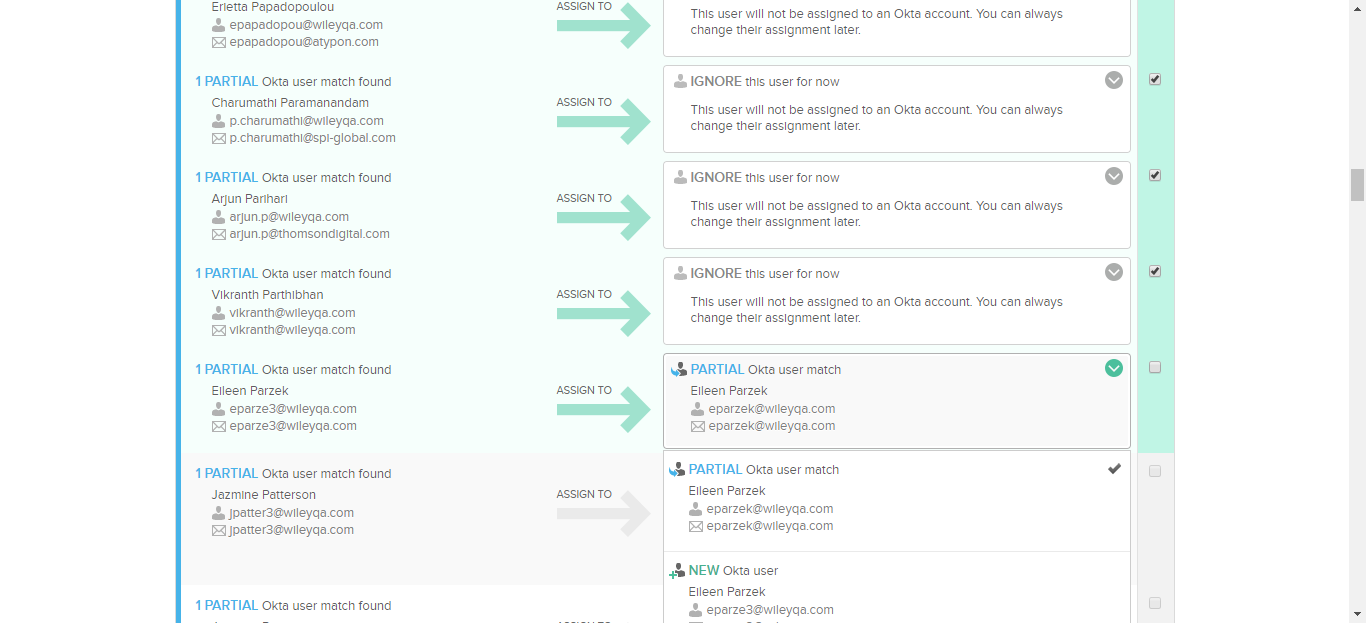 Erietta Papadopoulou
epapadopou@wileyqa.com
epapadopou@atypon.com
ASSIGN TO
This user will not be assigned to an Okta account. You can always
change their assignment later.
1 PARTIAL Okta user match found
Charumathi Paramanandam
p.charumathi@wileyqa.com
p.charumathi@spi-global.com
ASSIGN TO
IGNORE this user for now
This user will not be assigned to an Okta account. You can always
change their assignment later.
1 PARTIAL Okta user match found
Arjun Parihari
arjun.p@wileyqa.com
arjun.p@thomsondigital.com
ASSIGN TO
IGNORE this user for now
This user will not be assigned to an Okta account. You can always
change their assignment later.
1 PARTIAL Okta user match found
Vikranth Parthibhan
vikranth@wileyqa.com
vikranth@wileyqa.com
ASSIGN TO
IGNORE this user for now
This user will not be assigned to an Okta account. You can always
change their assignment later.
1 PARTIAL Okta user match found
Eileen Parzek
eparze3@wileyqa.com
eparze3@wileyqa.com
ASSIGN TO
PARTIAL Okta user match
Eileen Parzek
eparzek@wileyqa.com
eparzek@wileyqa.com
1 PARTIAL Okta user match found
Jazmine Patterson
jpatter3@wileyqa.com
jpatter3@wileyqa.com
ASSIGN TO
PARTIAL Okta user match
Eileen Parzek
eparzek@wileyqa.com
eparzek@wileyqa.com
NEW Okta user
Eileen Parzek
eparze3@wileyqa.com
1 PARTIAL Okta user match found